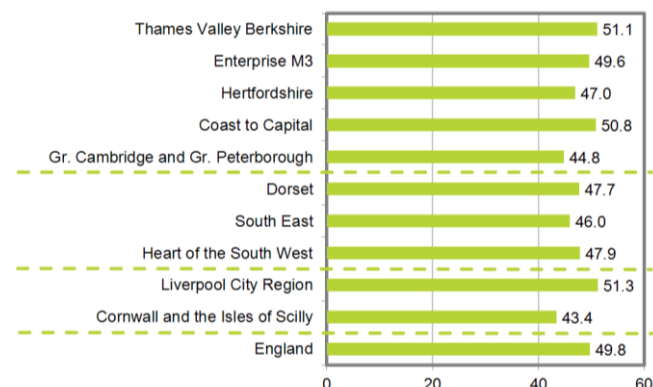 Thames Valley Berkshire 51.1
Enterprise M3 49.6
Hertfordshire 47.0
Coast to Capital 50.8
Gr. Cambridge and Gr. Peterborough 44.8
Dorset 47.7
South East 46.0
Heart of the South West 47.9
Liverpool City Region 51.3
Cornwall and the Isles of Scilly 43.4
England 49.8
0 20 40 60